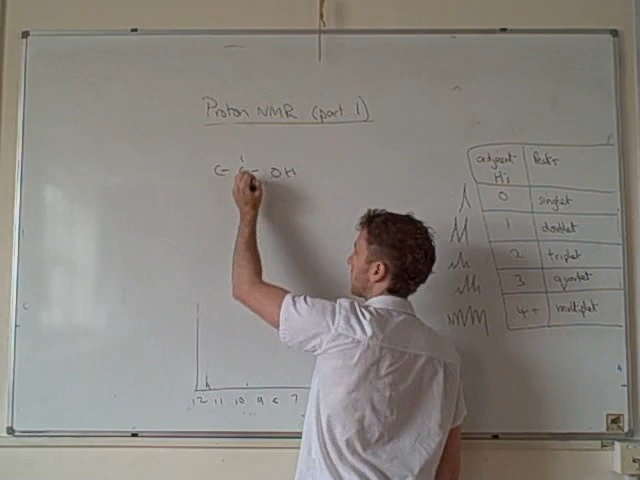 Proton NMR (part 1)
C - C - OH
adjacent H's Peak
0 singlet
1 doublet
2 triplet
3 quartet
4+ multiplet
12 11 10 9 8 7